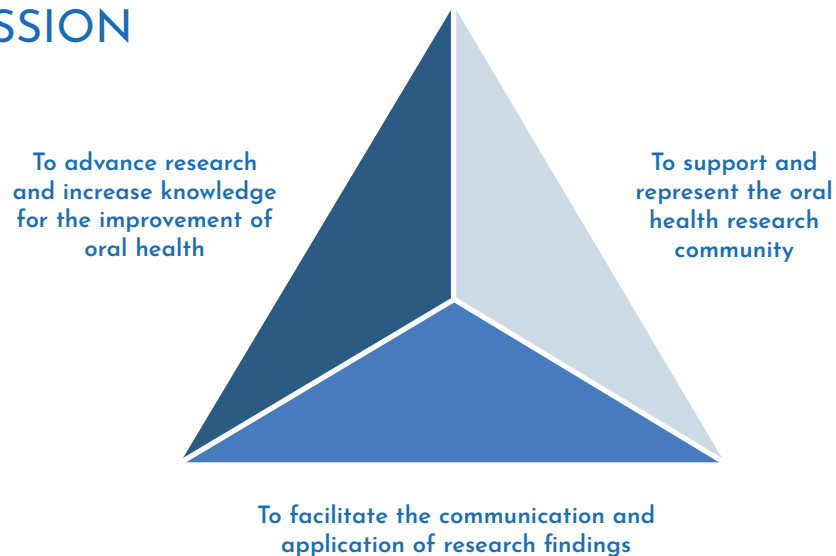 SSION
To advance research
and increase knowledge
for the improvement of
oral health
To support and
represent the oral
health research
community
To facilitate the communication and
application of research findings